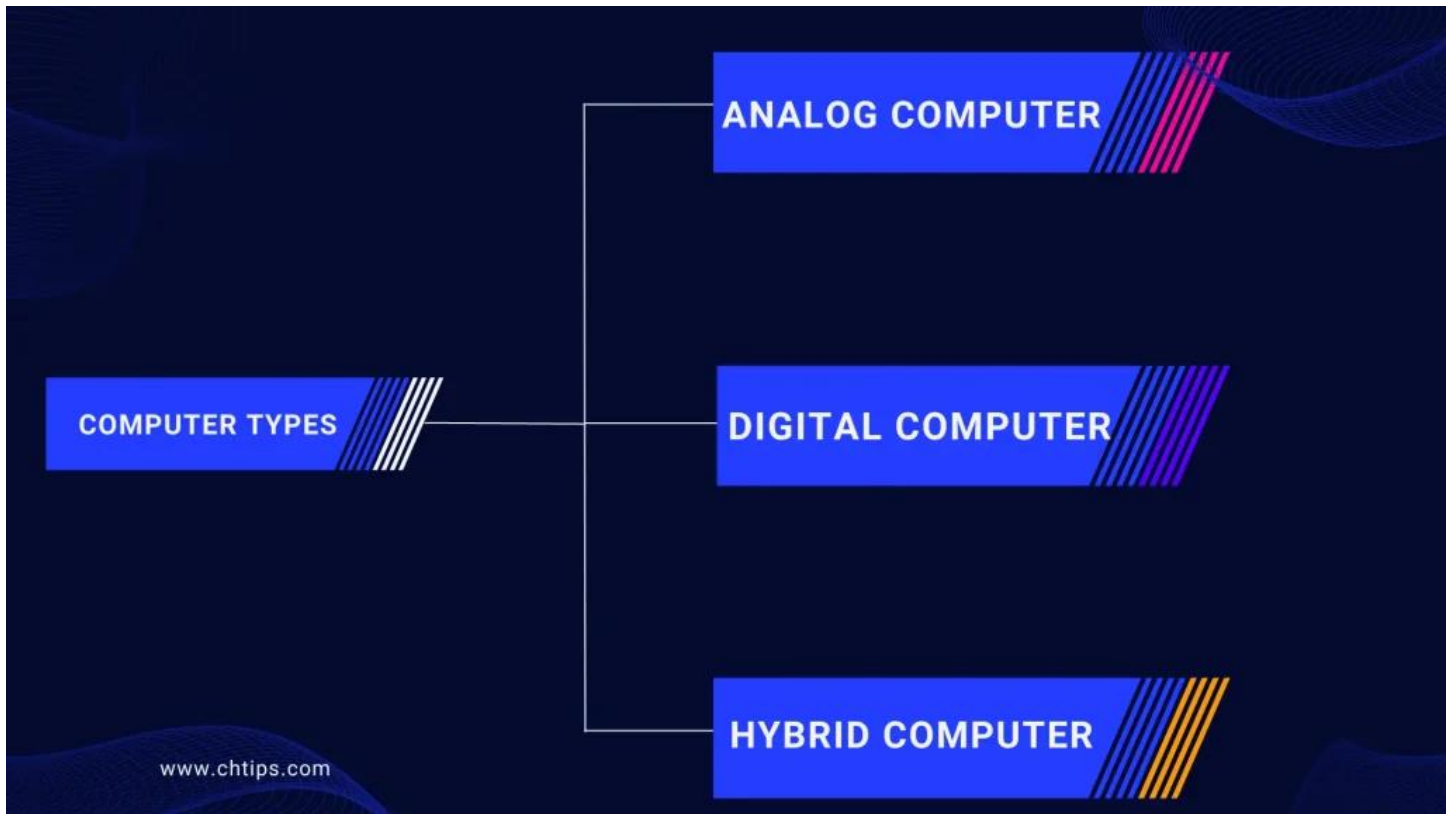 ANALOG COMPUTER
COMPUTER TYPES
DIGITAL COMPUTER
HYBRID COMPUTER
www.chtips.com